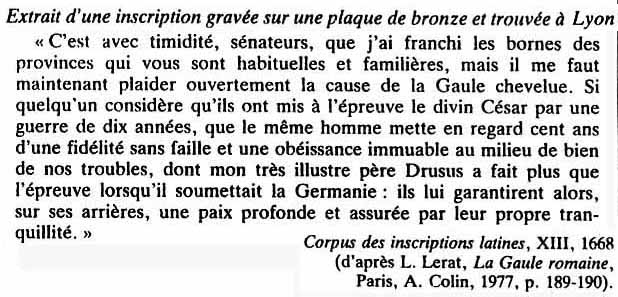 Extrait d'une inscription gravée sur une plaque de bronze et trouvée à Lyon
« C'est avec timidité, sénateurs, que j'ai franchi les bornes des
provinces qui vous sont habituelles et familières, mais il me faut
maintenant plaider ouvertement la cause de la Gaule chevelue. Si
quelqu'un considère qu'ils ont mis à l'épreuve le divin César par une
guerre de dix années, que le même homme mette en regard cent ans
d'une fidélité sans faille et une obéissance immuable au milieu de bien
de nos troubles, dont mon très illustre père Drusus a fait plus que
l'épreuve lorsqu'il soumettait la Germanie : ils lui garantirent alors,
sur ses arrières, une paix profonde et assurée par leur propre tran-
quillité. »
Corpus des inscriptions latines, XIII, 1668
(d'après L. Lerat, La Gaule romaine,
Paris, A. Colin, 1977, p. 189-190).